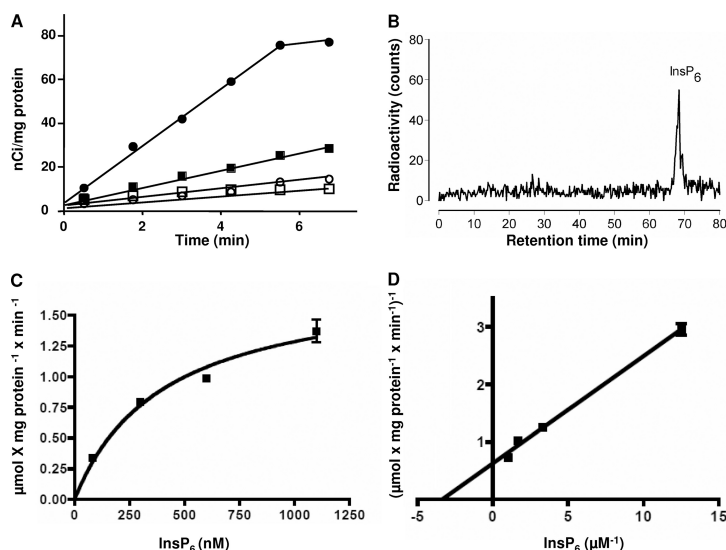 A
80
60
40
20
0
nCi/mg protein
0
2
4
6
Time (min)
B
80
60
40
20
0
Radioactivity (counts)
InsP6
0 10 20 30 40 50 60 70 80
Retention time (min)
C
1.50
1.25
1.00
0.75
0.50
0.25
0.00
µmol X mg protein -1 x min -1
0 250 500 750 1000 1250
InsP6 (nM)
D
3
2
1
(µmol x mg protein-1 x min-1)-1
-5 0 5 10 15
InsP6 (µM-1)